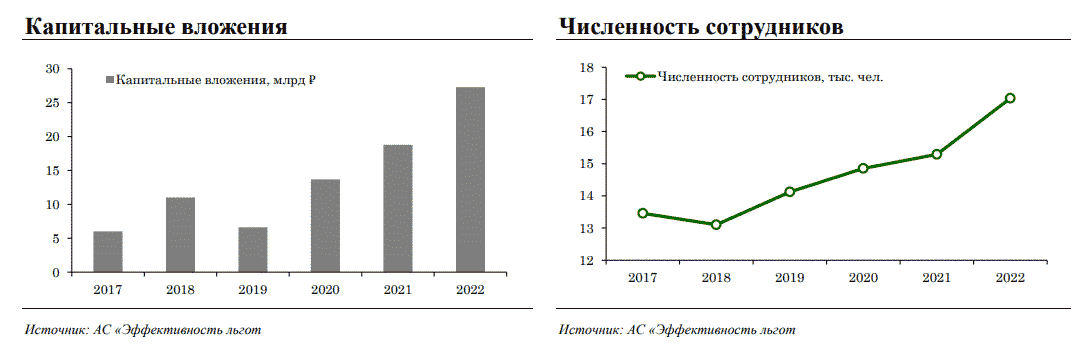 Капитальные вложения
30
25
20
15
10
5
0
Капитальные вложения, млрд ₽
2017 2018 2019 2020 2021 2022
Источник: АС «Эффективность льгот
Численность сотрудников
18
17
16
15
14
13
12
Численность сотрудников, тыс. чел.
2017 2018 2019 2020 2021 2022
Источник: АС «Эффективность льгот